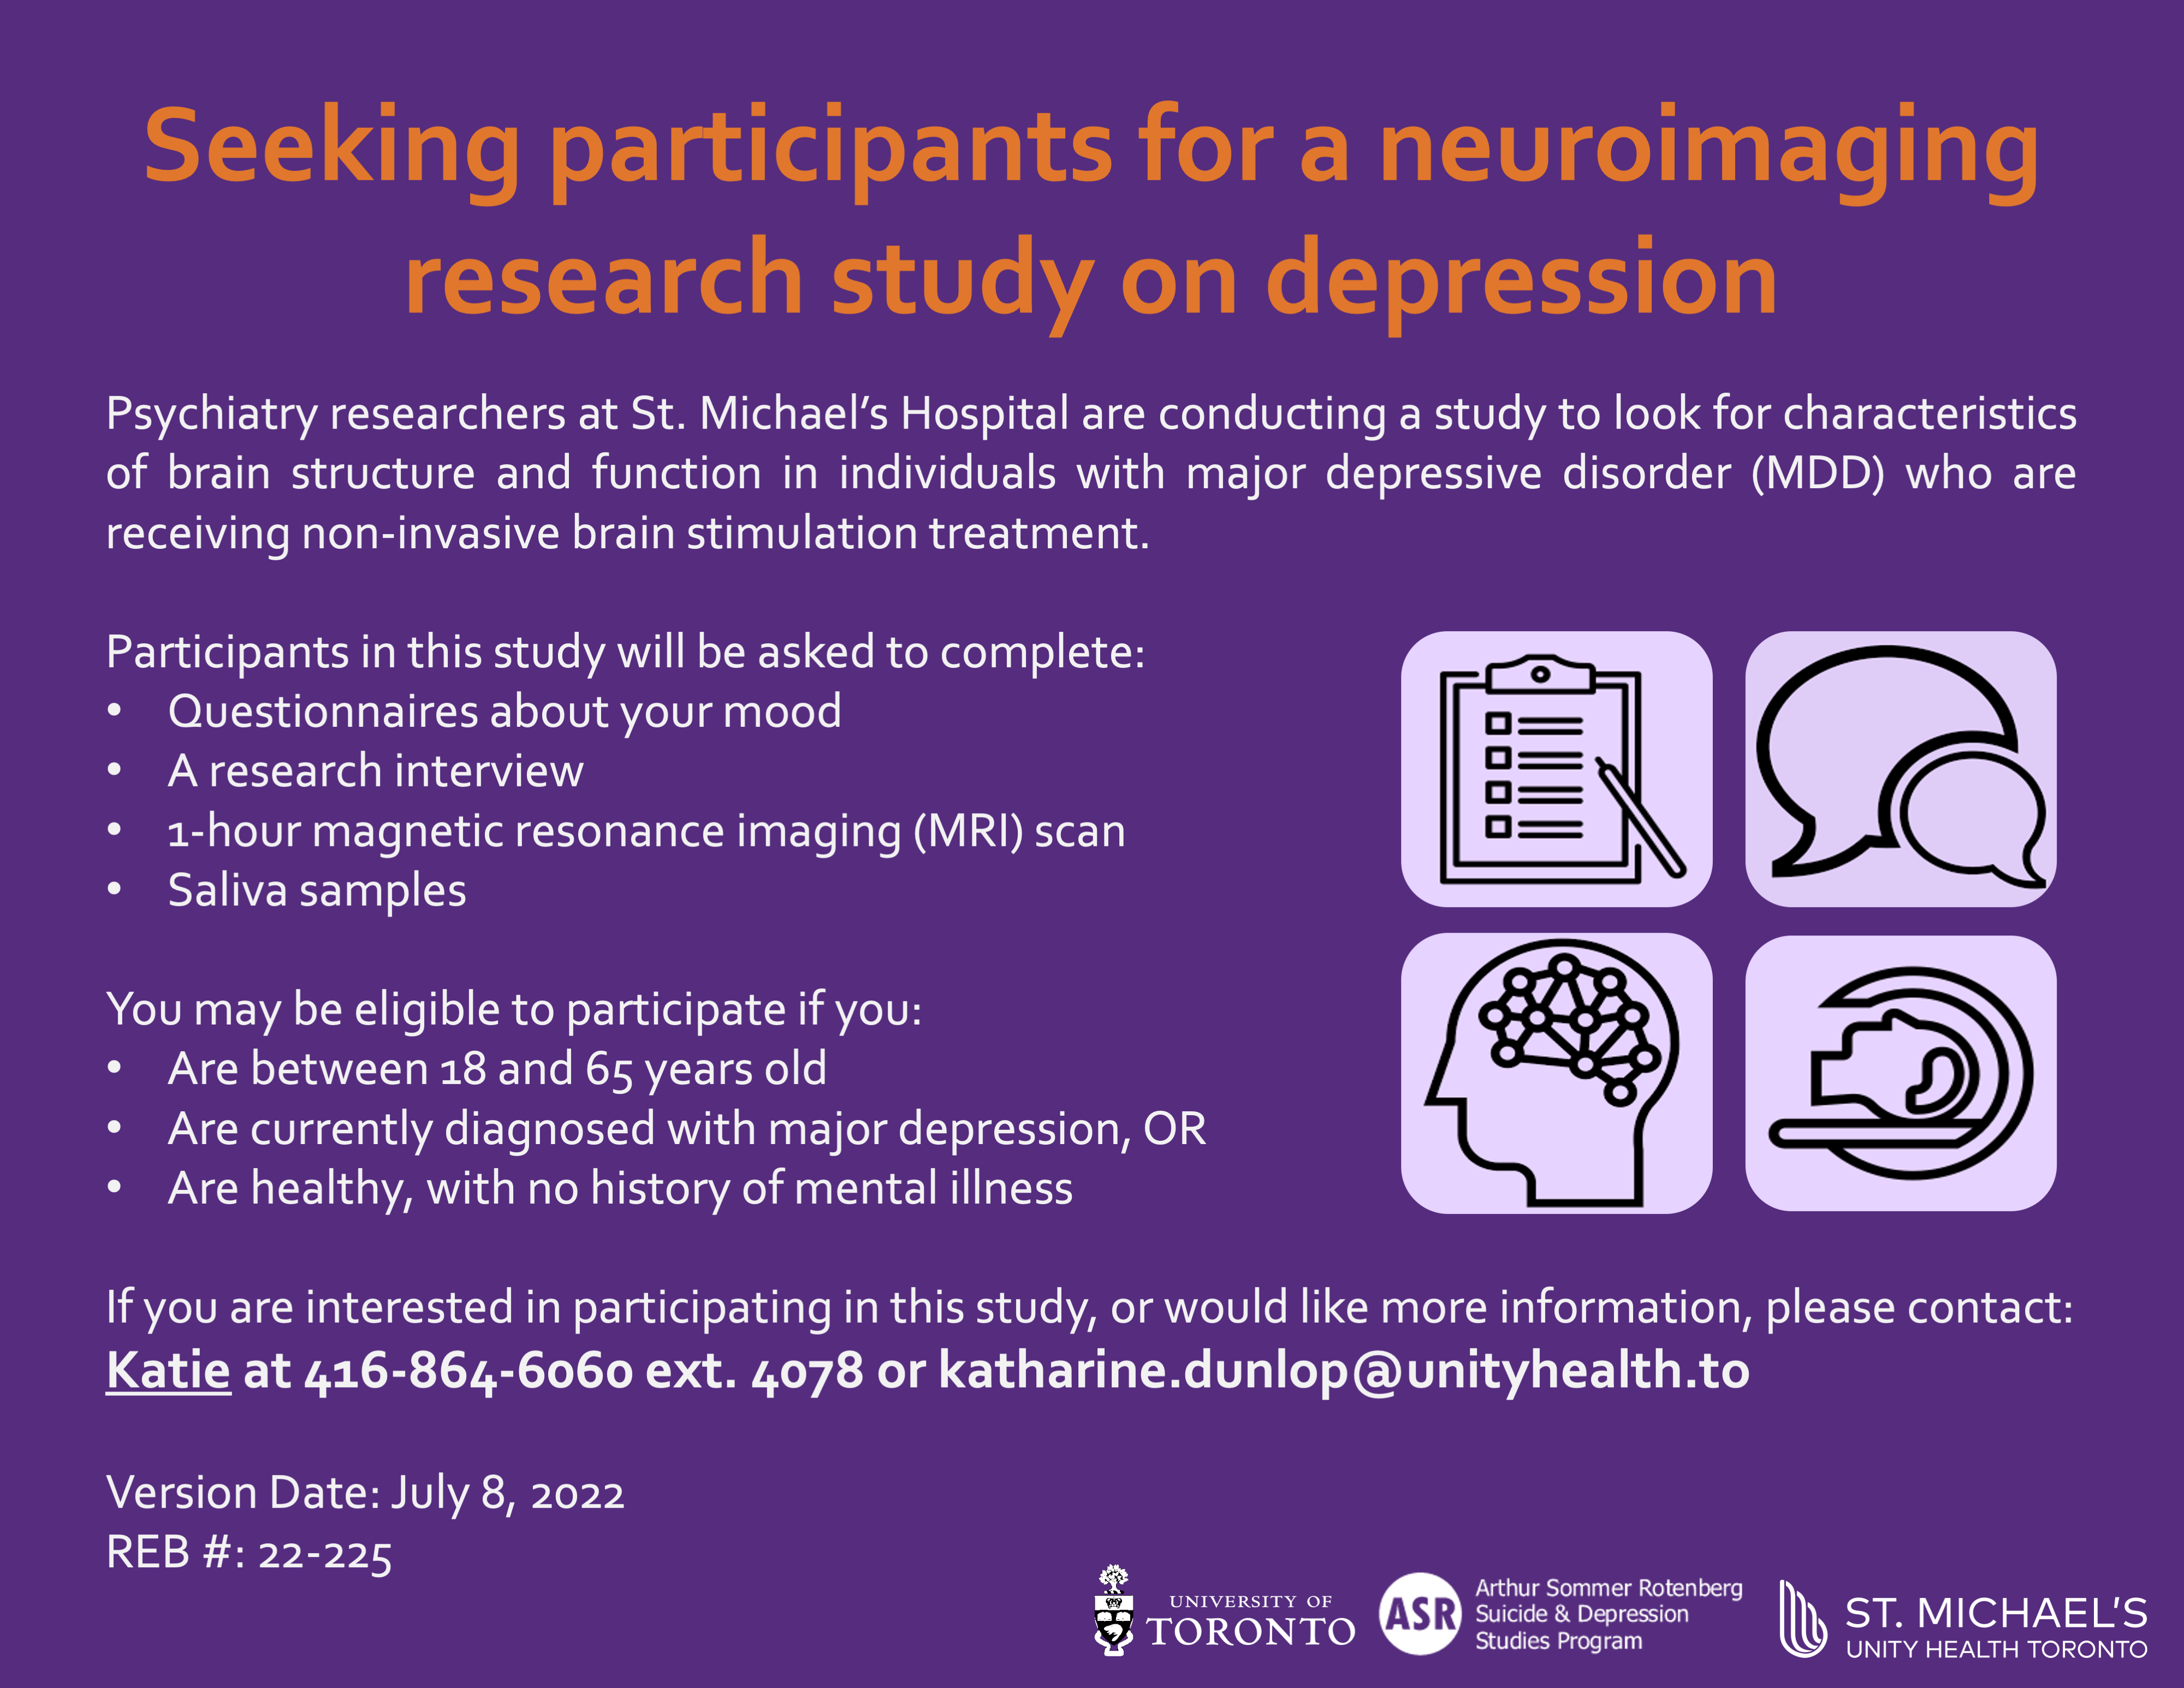 Seeking participants for a neuroimaging
research study on depression
Psychiatry researchers at St. Michael’s Hospital are conducting a study to look for characteristics
of brain structure and function in individuals with major depressive disorder (MDD) who are
receiving non-invasive brain stimulation treatment.
Participants in this study will be asked to complete:
• Questionnaires about your mood
• A research interview
• 1-hour magnetic resonance imaging (MRI) scan
• Saliva samples
You may be eligible to participate if you:
• Are between 18 and 65 years old
• Are currently diagnosed with major depression, OR
• Are healthy, with no history of mental illness
If you are interested in participating in this study, or would like more information, please contact:
Katie at 416-864-6060 ext. 4078 or katharine.dunlop@unityhealth.to
Version Date: July 8, 2022
REB #: 22-225
UNIVERSITY OF
TORONTO
ASR
Arthur Sommer Rotenberg
Suicide & Depression
Studies Program
ST. MICHAEL’S
UNITY HEALTH TORONTO